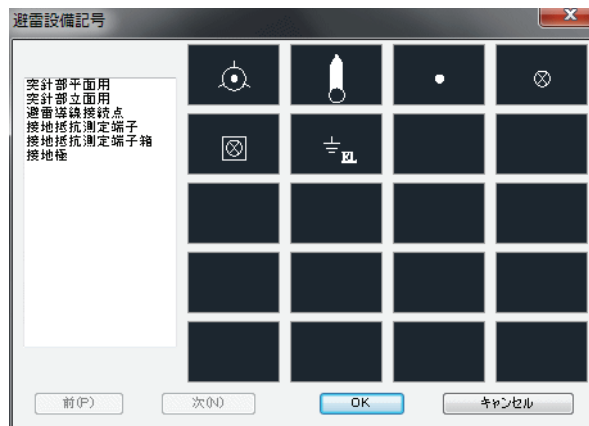 避雷設備記号
突針部平面用
突針部立面用
避雷導線接続点
接地抵抗測定端子
接地抵抗測定端子箱
接地極
EL
前(P)
次(N)
OK
キャンセル